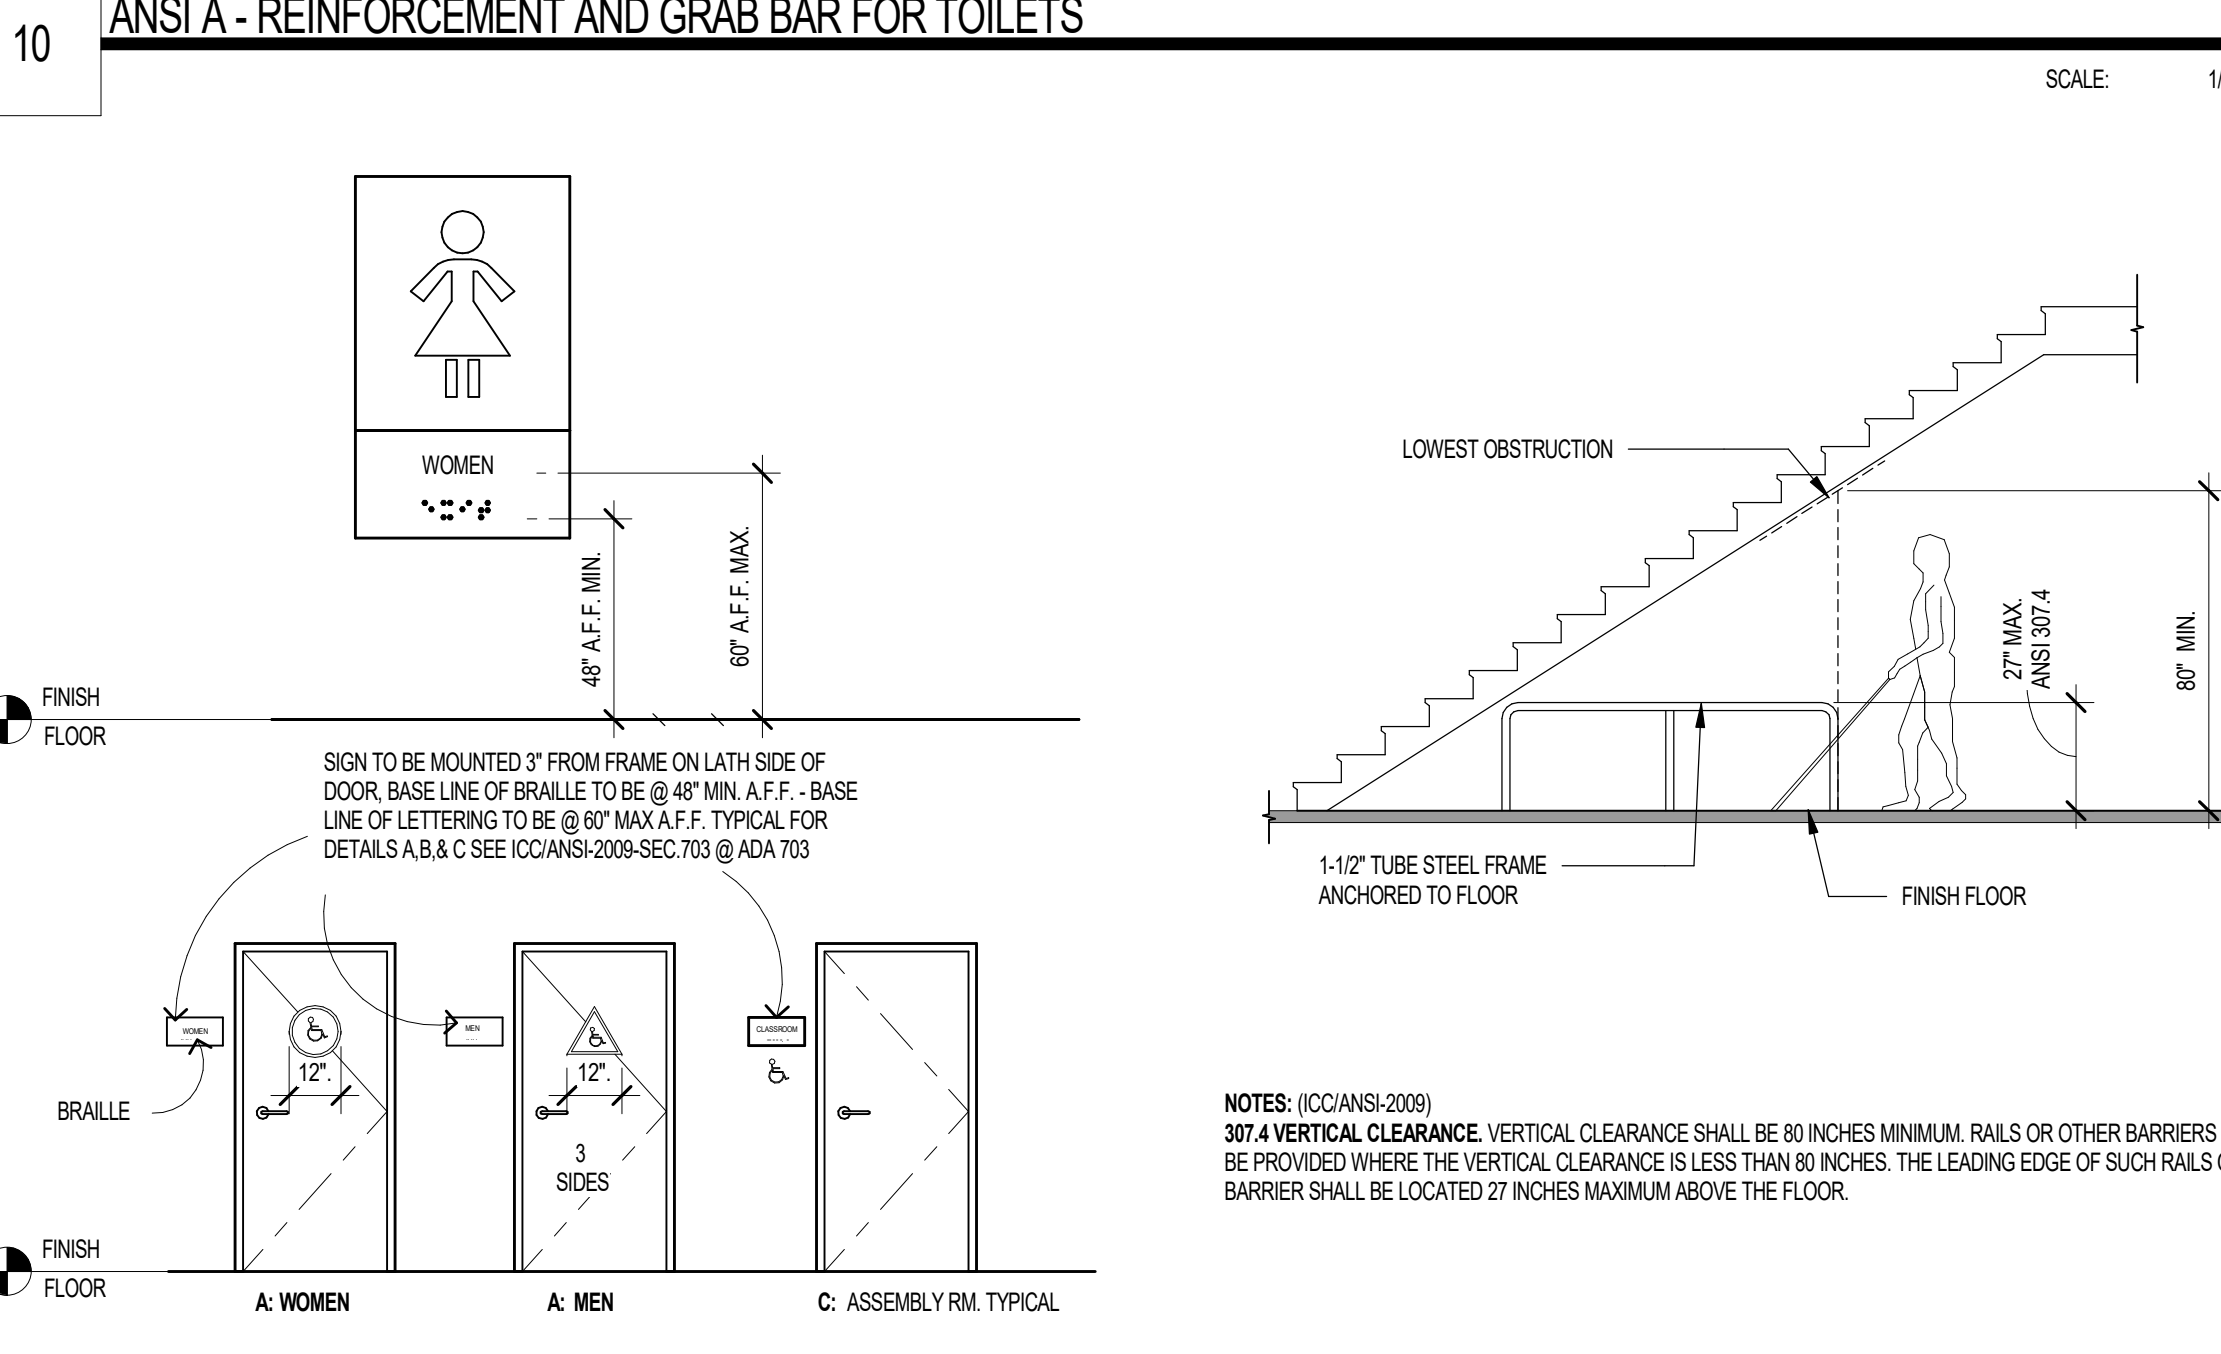 10
ANSI A - REINFORCEMENT AND GRAB BAR FOR TOILETS
SCALE: 1/
WOMEN
48" A.F.F. MIN.
60" A.F.F. MAX.
FINISH
FLOOR
SIGN TO BE MOUNTED 3" FROM FRAME ON LATH SIDE OF
DOOR, BASE LINE OF BRAILLE TO BE @ 48" MIN. A.F.F. - BASE
LINE OF LETTERING TO BE @ 60" MAX A.F.F. TYPICAL FOR
DETAILS A,B,& C SEE ICC/ANSI-2009-SEC.703 @ ADA 703
WOMEN
MEN
CLASSROOM
12".
12".
BRAILLE
3
SIDES
FINISH
FLOOR
A: WOMEN
A: MEN
C: ASSEMBLY RM. TYPICAL
LOWEST OBSTRUCTION
27" MAX.
ANSI 307.4
80" MIN.
1-1/2" TUBE STEEL FRAME
ANCHORED TO FLOOR
FINISH FLOOR
NOTES: (ICC/ANSI-2009)
307.4 VERTICAL CLEARANCE. VERTICAL CLEARANCE SHALL BE 80 INCHES MINIMUM. RAILS OR OTHER BARRIERS
BE PROVIDED WHERE THE VERTICAL CLEARANCE IS LESS THAN 80 INCHES. THE LEADING EDGE OF SUCH RAILS
BARRIER SHALL BE LOCATED 27 INCHES MAXIMUM ABOVE THE FLOOR.